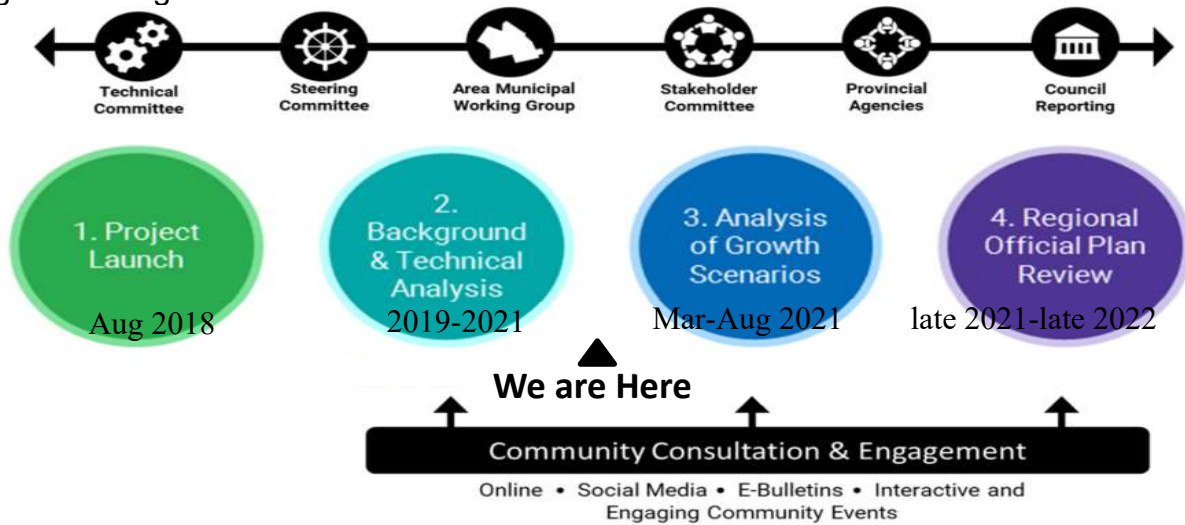 Technical
Committee
Steering
Committee
Area Municipal
Working Group
Stakeholder
Committee
Provincial
Agencies
Council
Reporting
1. Project
Launch
Aug 2018
2.
Background
& Technical
Analysis
2019-2021
3. Analysis
of Growth
Scenarios
Mar-Aug 2021
4. Regional
Official Plan
Review
late 2021-late 2022
We are Here
Community Consultation & Engagement
Online • Social Media • E-Bulletins • Interactive and
Engaging Community Events